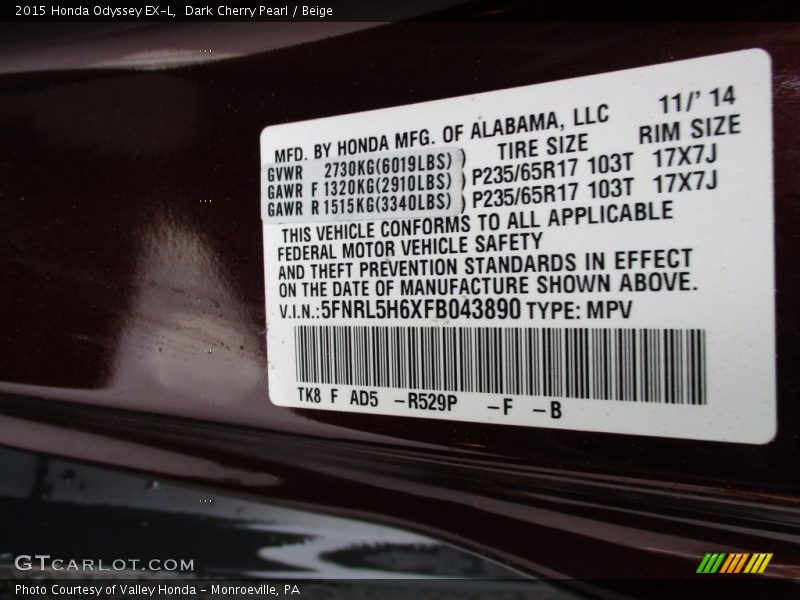 2015 Honda Odyssey EX-L, Dark Cherry Pearl / Beige
MFD. BY HONDA MFG. OF ALABAMA, LLC 11/' 14
GVWR 2730KG(6019LBS) TIRE SIZE RIM SIZE
GAWR F 1320KG(2910LBS) P235/65R17 103T 17X7J
GAWR R 1515KG(3340LBS) P235/65R17 103T 17X7J
THIS VEHICLE CONFORMS TO ALL APPLICABLE
FEDERAL MOTOR VEHICLE SAFETY
AND THEFT PREVENTION STANDARDS IN EFFECT
ON THE DATE OF MANUFACTURE SHOWN ABOVE.
V.I.N.:5FNRL5H6XFB043890 TYPE: MPV
TK8 F AD5 -R529P -F -B
GTCARLOT.COM
Photo Courtesy of Valley Honda - Monroeville, PA